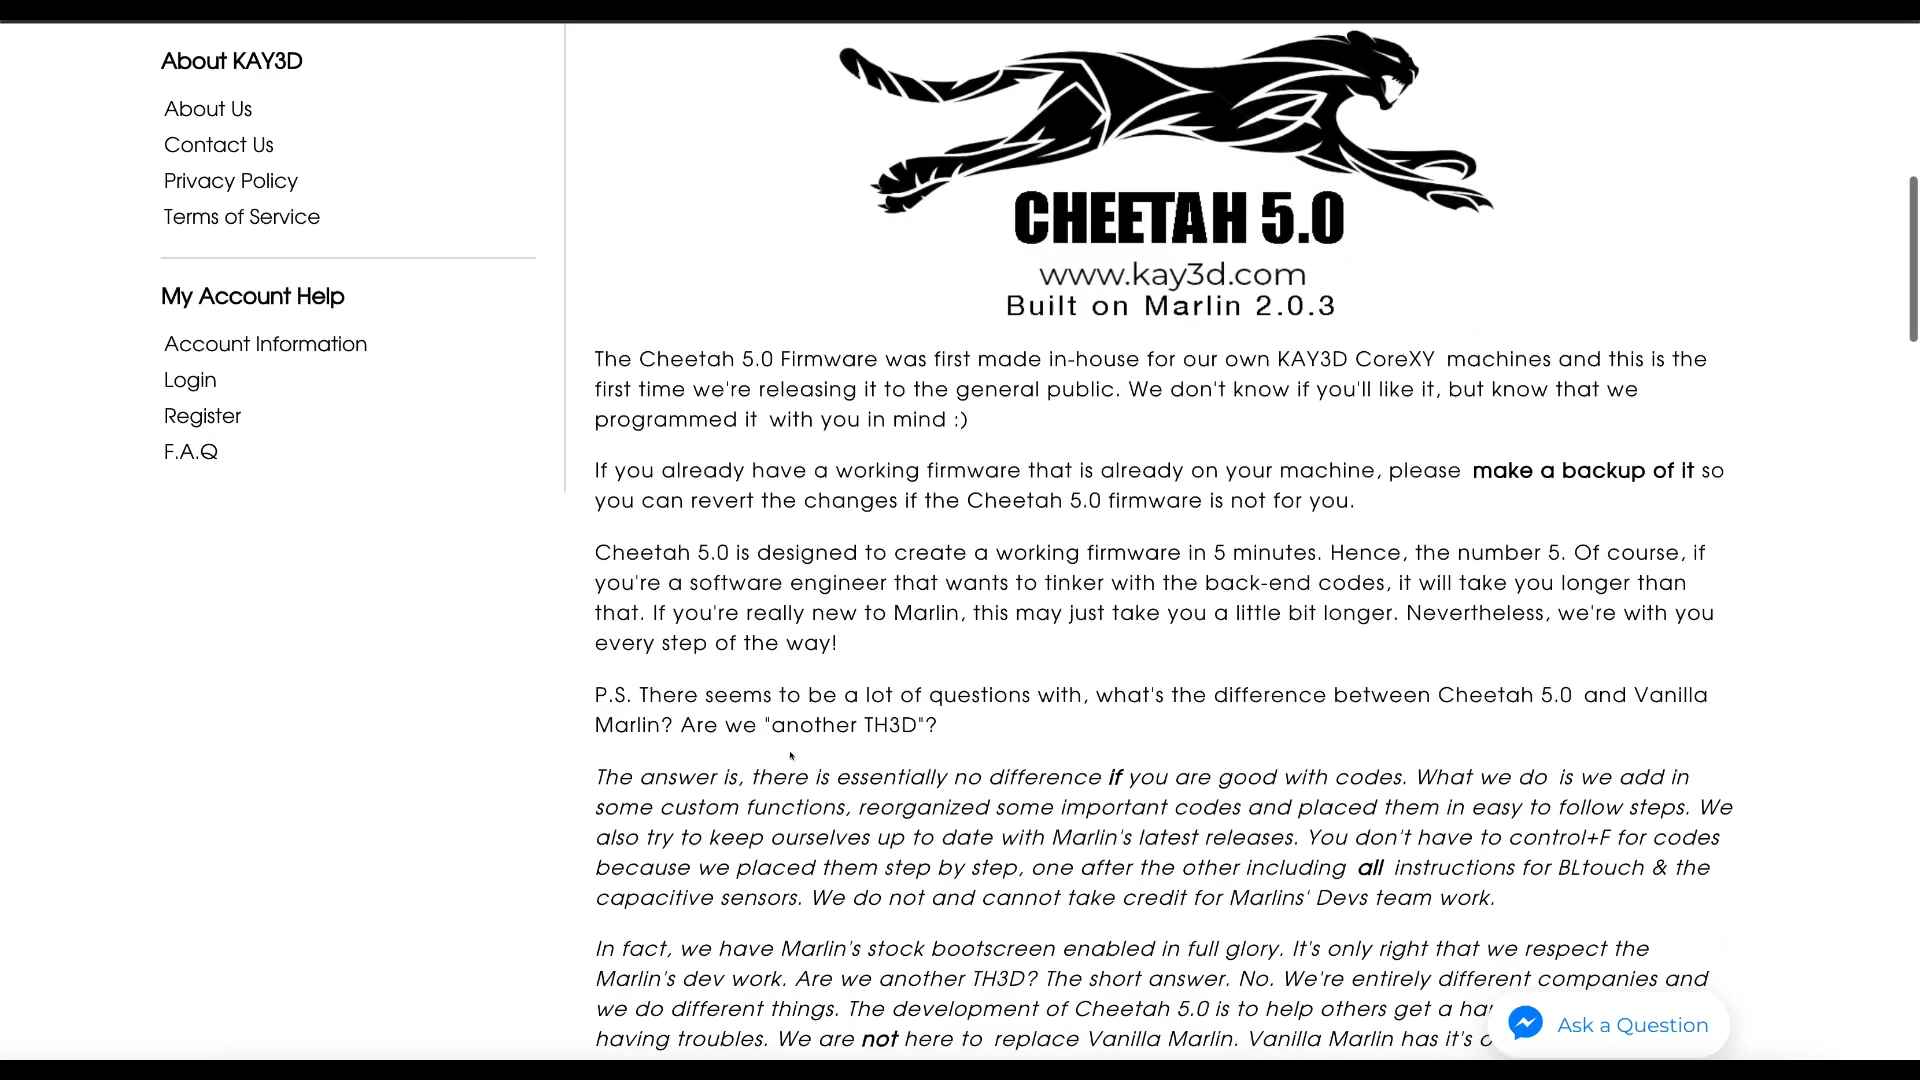 About KAY3D
About Us
Contact Us
Privacy Policy
Terms of Service
My Account Help
Account Information
Login
Register
F.A.Q
CHEETAH 5.0
www.kay3d.com
Built on Marlin 2.0.3
The Cheetah 5.0 Firmware was first made in-house for our own KAY3D CoreXY machines and this is the
first time we're releasing it to the general public. We don't know if you'll like it, but know that we
programmed it with you in mind :)
If you already have a working firmware that is already on your machine, please make a backup of it so
you can revert the changes if the Cheetah 5.0 firmware is not for you.
Cheetah 5.0 is designed to create a working firmware in 5 minutes. Hence, the number 5. Of course, if
you're a software engineer that wants to tinker with the back-end codes, it will take you longer than
that. If you're really new to Marlin, this may just take you a little bit longer. Nevertheless, we're with you
every step of the way!
P.S. There seems to be a lot of questions with, what's the difference between Cheetah 5.0 and Vanilla
Marlin? Are we "another TH3D"?
The answer is, there is essentially no difference if you are good with codes. What we do is we add in
some custom functions, reorganized some important codes and placed them in easy to follow steps. We
also try to keep ourselves up to date with Marlin's latest releases. You don't have to control+F for codes
because we placed them step by step, one after the other including all instructions for BLtouch & the
capacitive sensors. We do not and cannot take credit for Marlins' Devs team work.
In fact, we have Marlin's stock bootscreen enabled in full glory. It's only right that we respect the
Marlin's dev work. Are we another TH3D? The short answer. No. We're entirely different companies and
we do different things. The development of Cheetah 5.0 is to help others get a
having troubles. We are not here to replace Vanilla Marlin. Vanilla Marlin has it's
Ask a Question